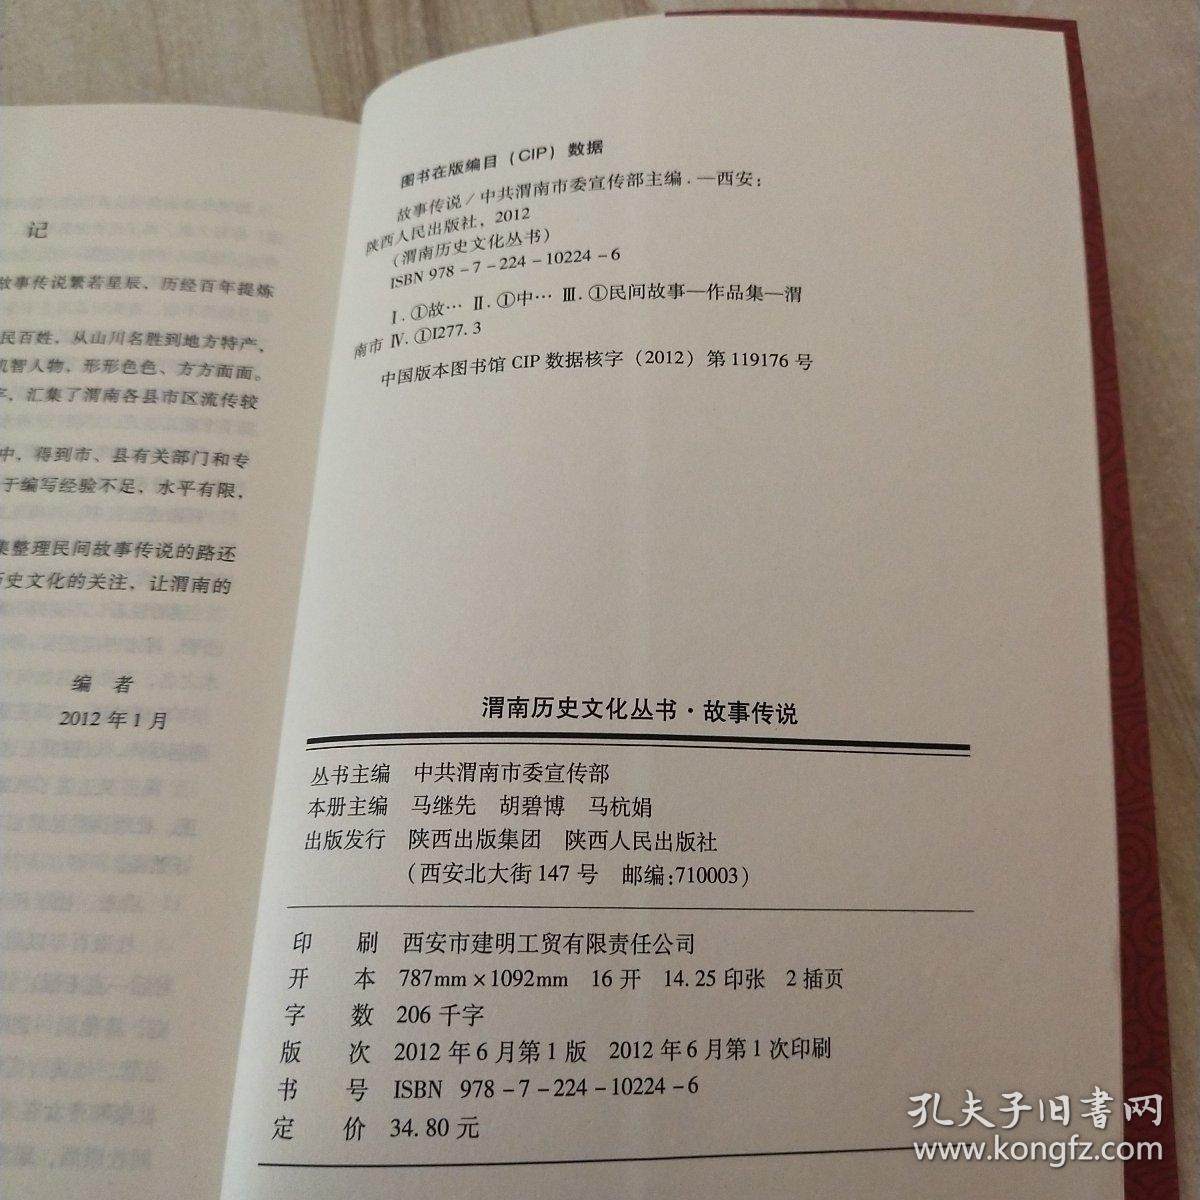 记
故事传说繁若星辰、历经百年提炼
民百姓，从山川名胜到地方特产，
机智人物，形形色色、方方面面。
字，汇集了渭南各县市区流传较
中，得到市、县有关部门和专
于编写经验不足，水平有限，
集整理民间故事传说的路还
历史文化的关注，让渭南的
编 者
2012年1月
图书在版编目（CIP）数据
故事传说/中共渭南市委宣传部主编.—西安：
陕西人民出版社，2012
（渭南历史文化丛书）
ISBN 978-7-224-10224-6
Ⅰ.①故… Ⅱ.①中… Ⅲ.①民间故事—作品集—渭
南市 Ⅳ.①I277.3
中国版本图书馆CIP数据核字（2012）第119176号
渭南历史文化丛书·故事传说
丛书主编 中共渭南市委宣传部
本册主编 马继先 胡碧博 马杭娟
出版发行 陕西出版集团 陕西人民出版社
（西安北大街147号 邮编：710003）
印 刷 西安市建明工贸有限责任公司
开 本 787mm×1092mm 16开 14.25印张 2插页
字 数 206千字
版 次 2012年6月第1版 2012年6月第1次印刷
书 号 ISBN 978-7-224-10224-6
定 价 34.80元
孔夫子旧书网
www.kongfz.com